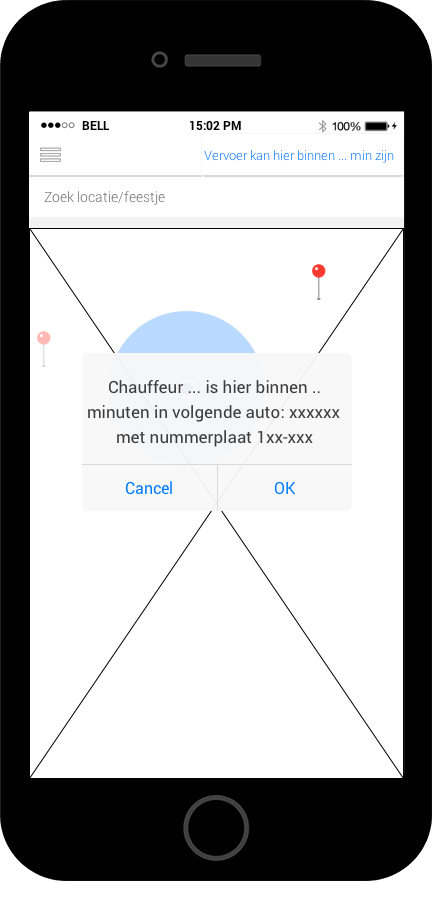 BELL 15:02 PM 100%
Vervoer kan hier binnen ... min zijn
Zoek locatie/feestje
Chauffeur ... is hier binnen ..
minuten in volgende auto: xxxxxx
met nummerplaat 1xx-xxx
Cancel OK